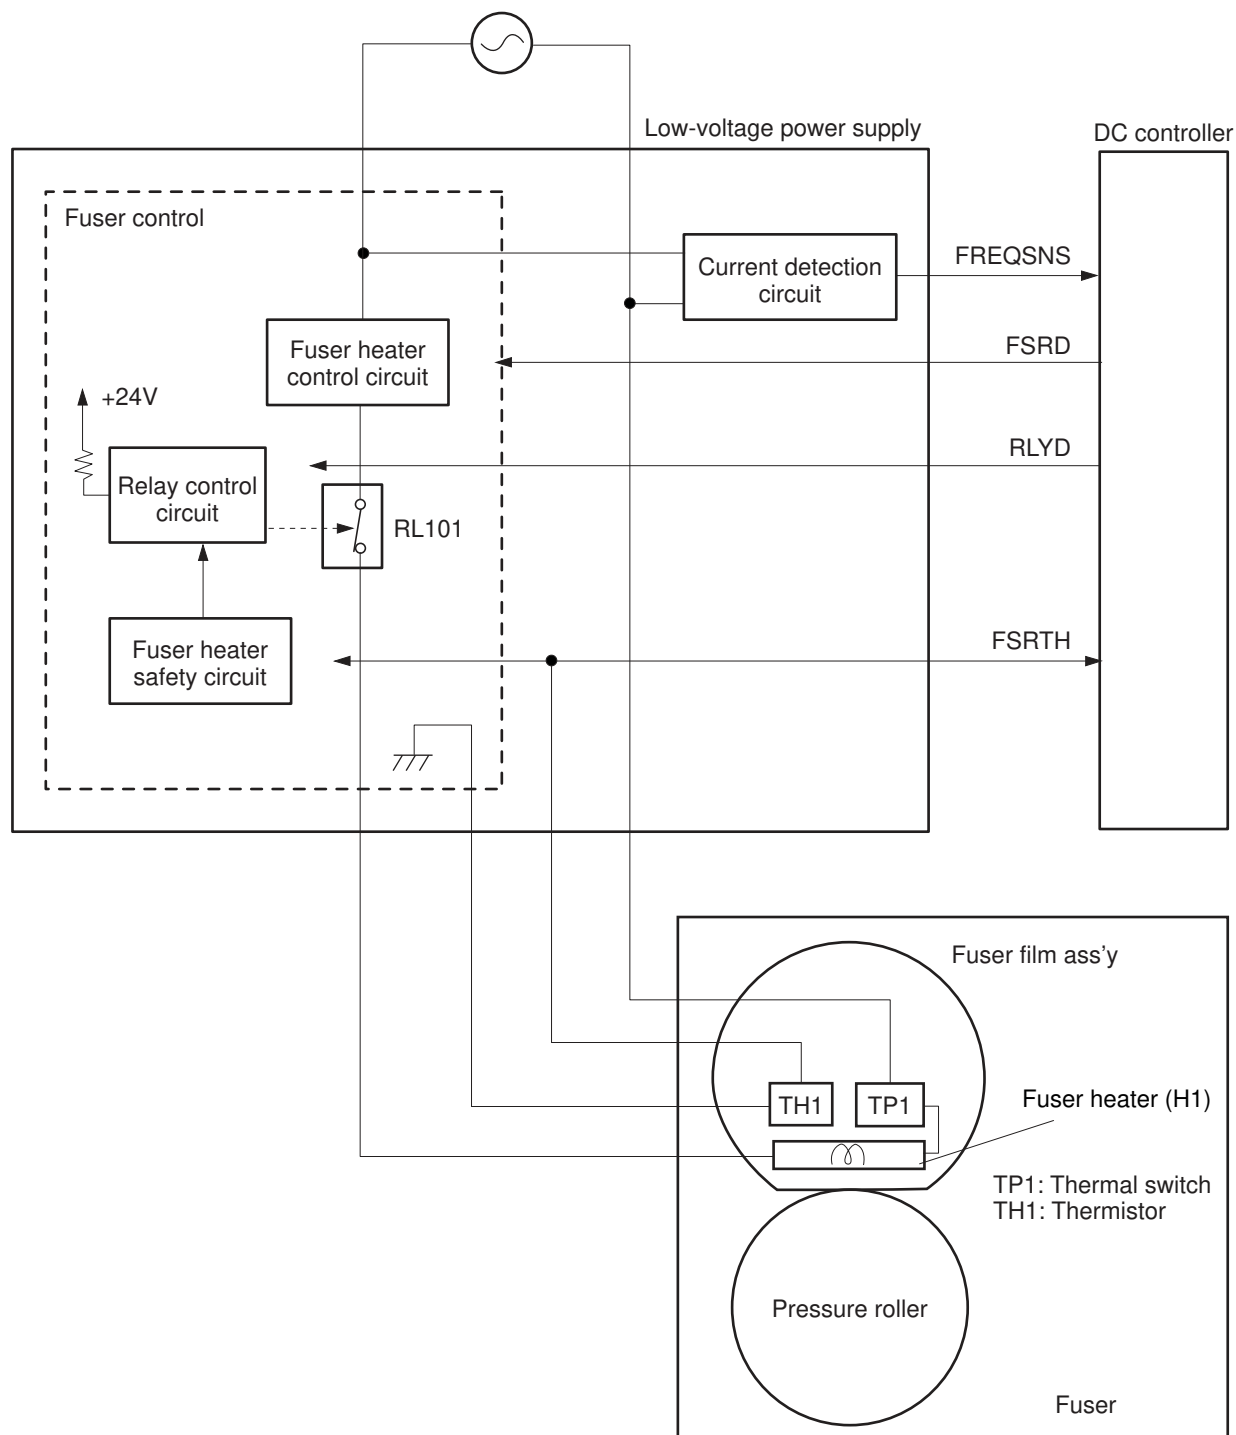 Low-voltage power supply
DC controller
Fuser control
Current detection
circuit
FREQSNS
Fuser heater
control circuit
FSRD
+24V
RLYD
Relay control
circuit
RL101
Fuser heater
safety circuit
FSRTH
Fuser film ass'y
TH1
TP1
Fuser heater (H1)
TP1: Thermal switch
TH1: Thermistor
Pressure roller
Fuser